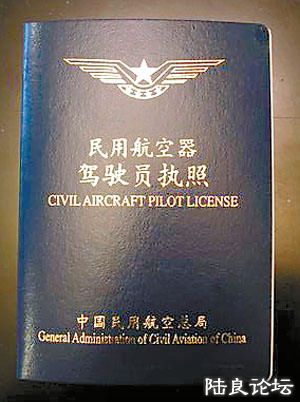 民用航空器
驾驶员执照
CIVIL AIRCRAFT PILOT LICENSE
中国民用航空总局
General Administration of Civil Aviation of China
陆良论坛